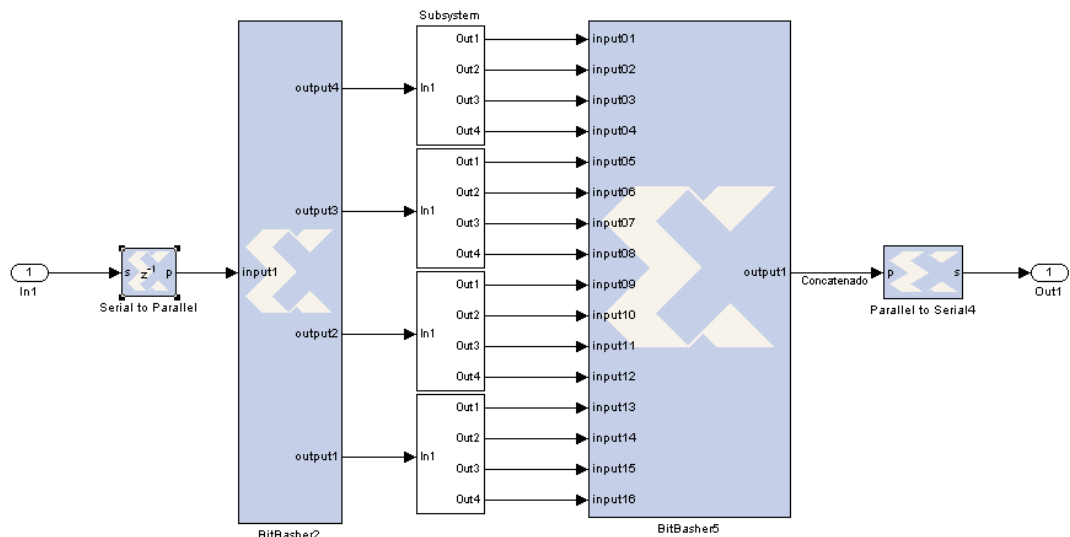 Subsystem
Out1
Out2
In1
Out3
Out4
Out1
Out2
In1
Out3
Out4
Out1
Out2
In1
Out3
Out4
Out1
Out2
In1
Out3
Out4
output4
output3
input1
output2
output1
BitBasher2
input01
input02
input03
input04
input05
input06
input07
input08
input09
input10
input11
input12
input13
input14
input15
input16
output1
BitBasher5
1
In1
s z-1 p
Serial to Parallel
Concatenado
p s
Parallel to Serial4
1
Out1